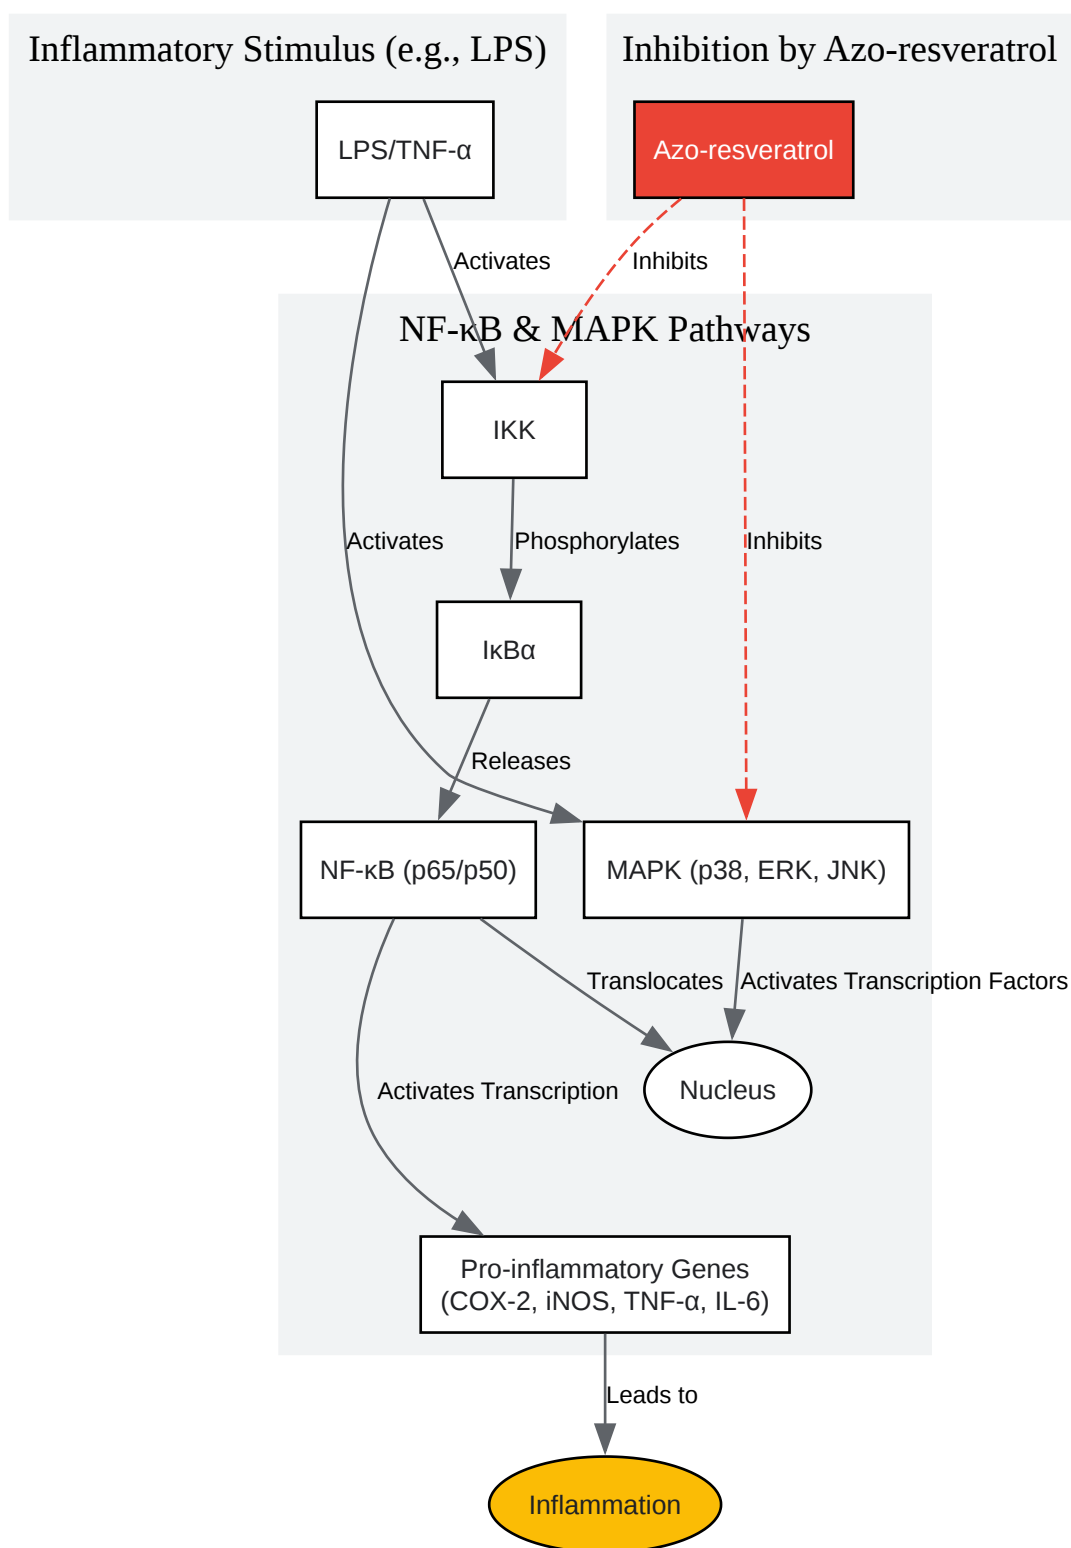 Inflammatory Stimulus (e.g., LPS)
Inhibition by Azo-resveratrol
LPS/TNF-α
Azo-resveratrol
Activates
Inhibits
NF-κB & MAPK Pathways
IKK
Activates
Phosphorylates
Inhibits
IκBα
Releases
NF-κB (p65/p50)
MAPK (p38, ERK, JNK)
Translocates
Activates Transcription Factors
Activates Transcription
Nucleus
Pro-inflammatory Genes
(COX-2, iNOS, TNF-α, IL-6)
Leads to
Inflammation